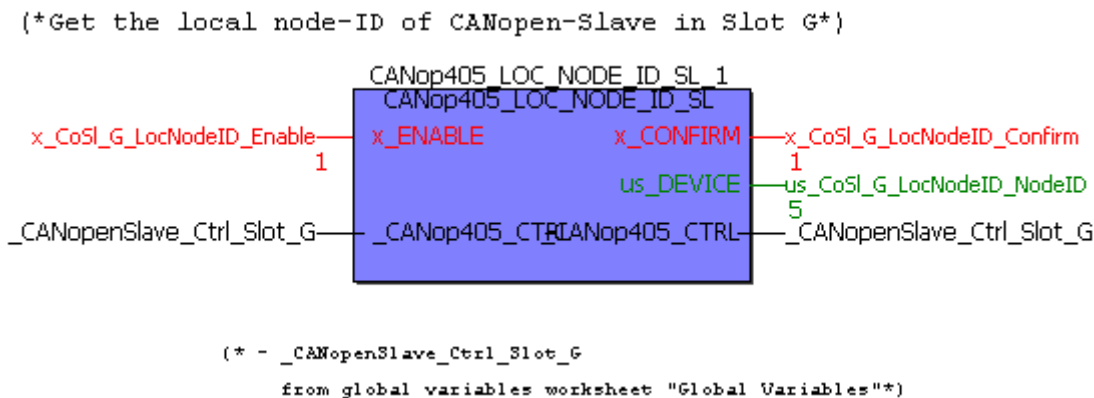 (*Get the local node-ID of CANopen-Slave in Slot G*)
CANop405_LOC_NODE_ID_SL_1
CANop405_LOC_NODE_ID_SL
x_CoSl_G_LocNodeID_Enable x_ENABLE x_CONFIRM x_CoSl_G_LocNodeID_Confirm
1 1
us_DEVICE us_CoSl_G_LocNodeID_NodeID
5
_CANopenSlave_Ctrl_Slot_G _CANop405_CTRL _CANop405_CTRL _CANopenSlave_Ctrl_Slot_G
(* - _CANopenSlave_Ctrl_Slot_G
from global variables worksheet "Global Variables"*)